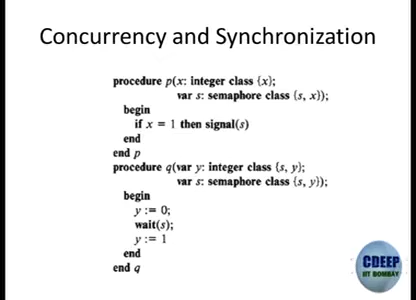 Concurrency and Synchronization
procedure p(x: integer class {x};
var s: semaphore class {s, x});
begin
if x = 1 then signal(s)
end
end p
procedure q(var y: integer class {s, y};
var s: semaphore class {s, y});
begin
y := 0;
wait(s);
y := 1
end
end q
CDEEP
IIT BOMBAY